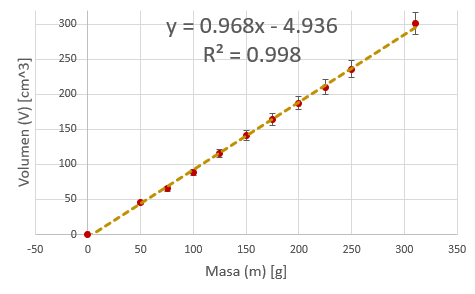 y = 0.968x - 4.936
R² = 0.998
Volumen (V) [cm^3]
300
250
200
150
100
50
0
-50 0 50 100 150 200 250 300 350
Masa (m) [g]